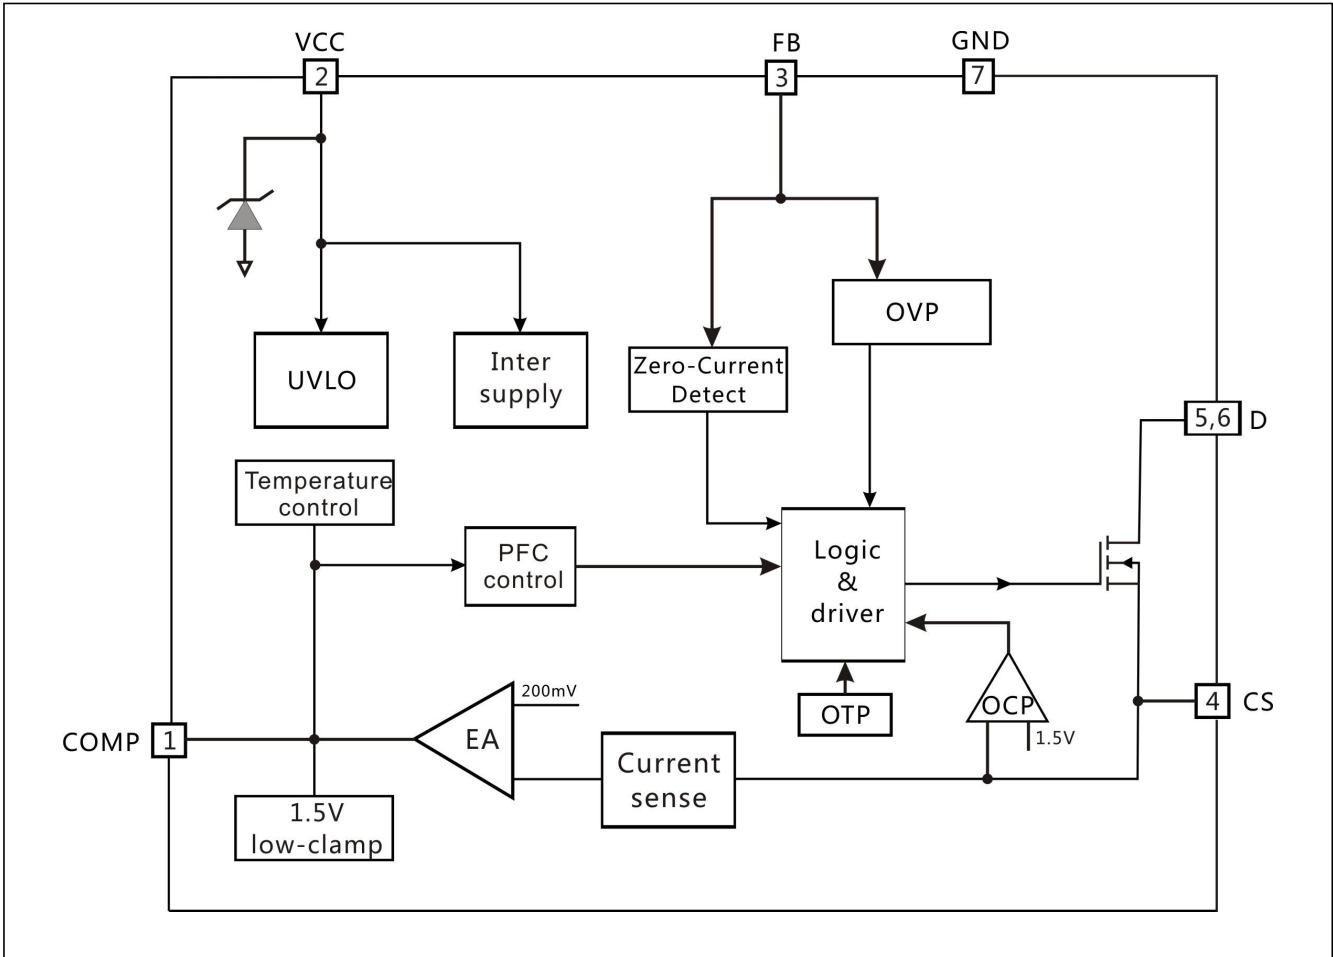 VCC
FB
GND
2
3
7
OVP
UVLO
Inter
supply
Zero-Current
Detect
5,6
D
Temperature
control
PFC
control
Logic
&
driver
200mV
OCP
4
CS
OTP
COMP
1
EA
1.5V
Current
sense
1.5V
low-clamp